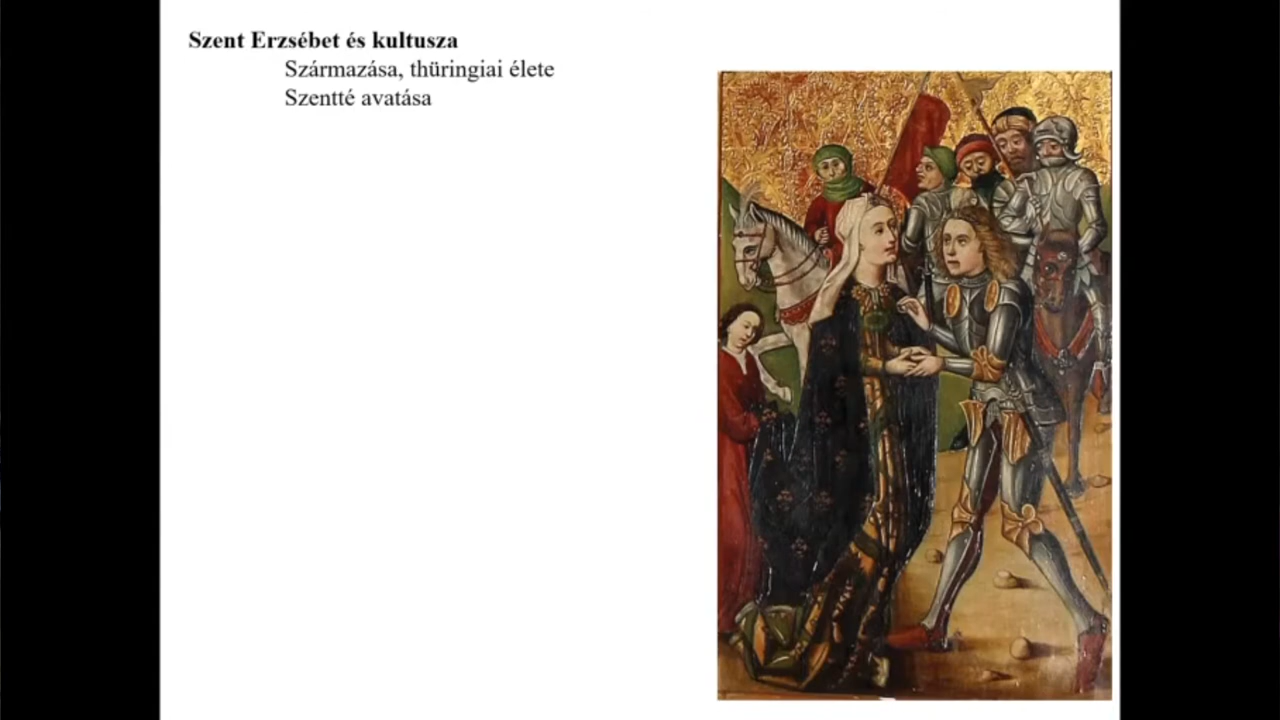 Szent Erzsébet és kultusza
Származása, thüringiai élete
Szentté avatása